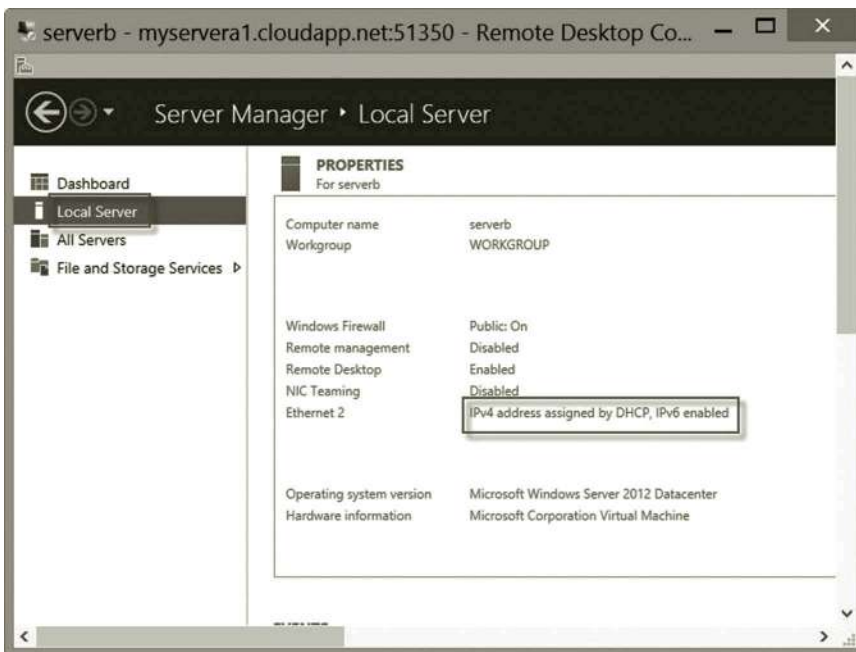 serverb - myservera1.cloudapp.net:51350 - Remote Desktop Co...
Server Manager ‣ Local Server
Dashboard
Local Server
All Servers
File and Storage Services
PROPERTIES
For serverb
Computer name serverb
Workgroup WORKGROUP
Windows Firewall Public: On
Remote management Disabled
Remote Desktop Enabled
NIC Teaming Disabled
Ethernet 2 IPv4 address assigned by DHCP, IPv6 enabled
Operating system version Microsoft Windows Server 2012 Datacenter
Hardware information Microsoft Corporation Virtual Machine